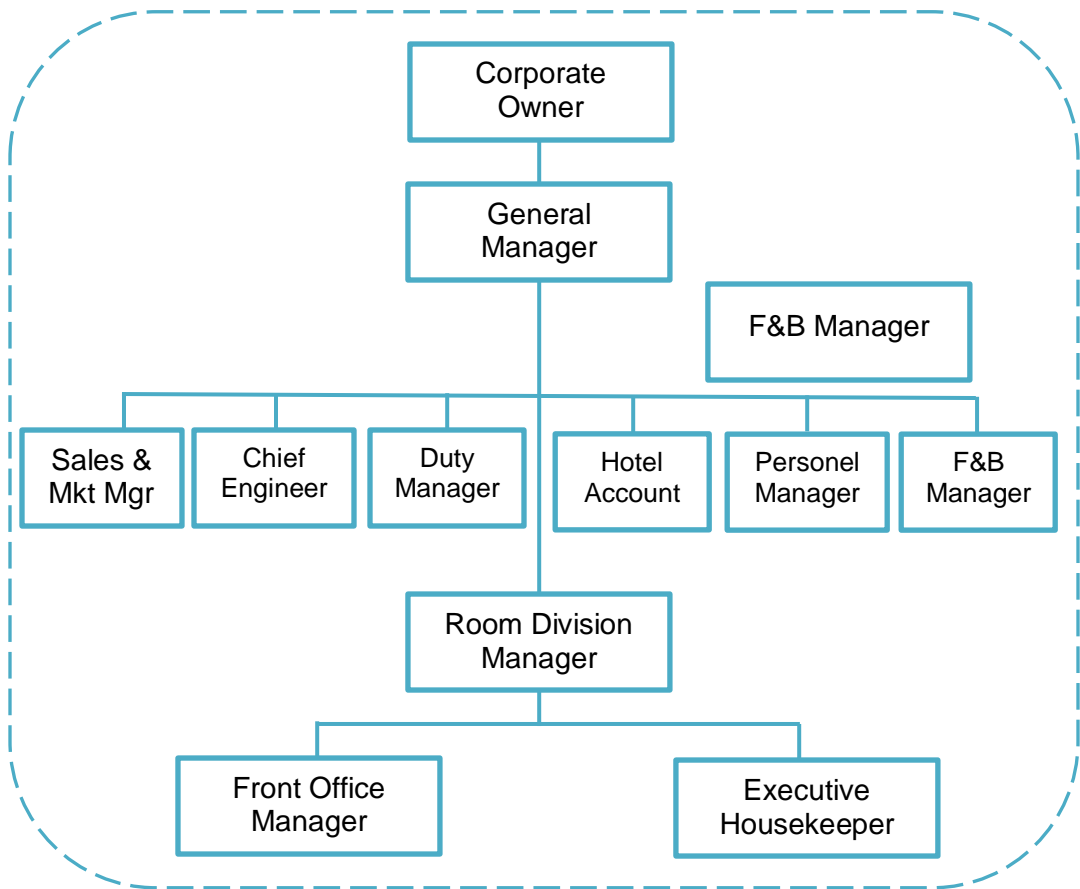 Corporate
Owner
General
Manager
F&B Manager
Sales &
Mkt Mgr
Chief
Engineer
Duty
Manager
Hotel
Account
Personel
Manager
F&B
Manager
Room Division
Manager
Front Office
Manager
Executive
Housekeeper